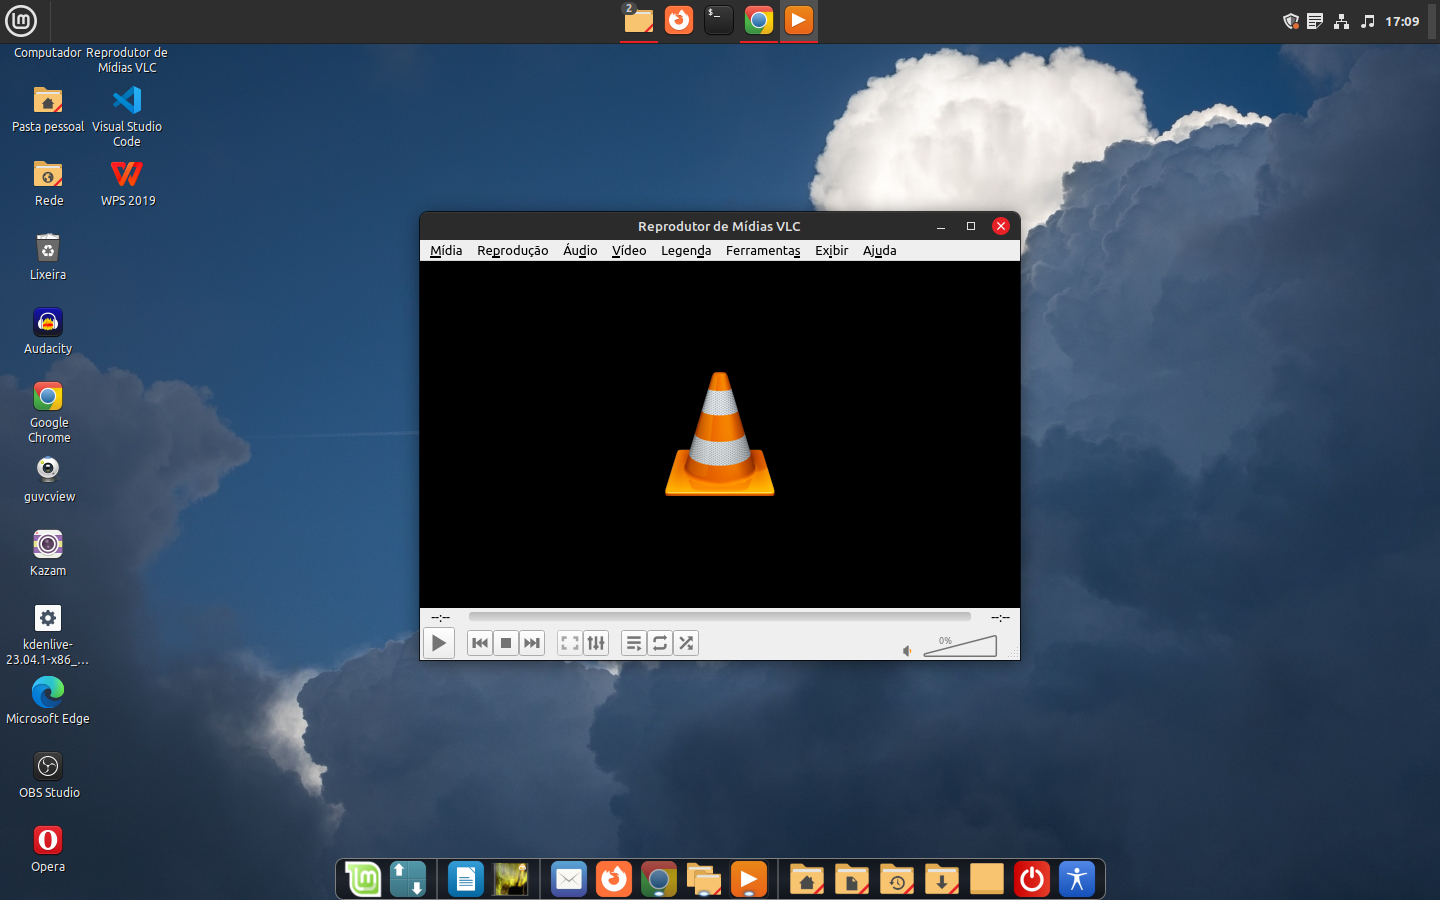 2
$_
17:09
Computador
Reprodutor de
Mídias VLC
Pasta pessoal
Visual Studio
Code
Rede
WPS 2019
Lixeira
Audacity
Google
Chrome
guvcview
Kazam
kdenlive-
23.04.1-x86_...
Microsoft Edge
OBS Studio
Opera
Reprodutor de Mídias VLC
Mídia Reprodução Áudio Vídeo Legenda Ferramentas Exibir Ajuda
--:-- --:--
0%